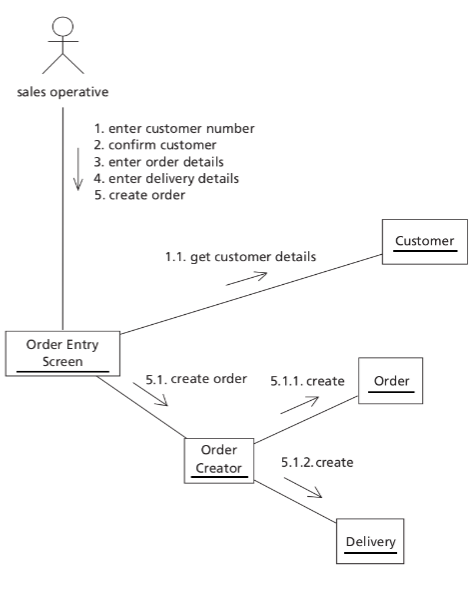 sales operative
1. enter customer number
2. confirm customer
3. enter order details
4. enter delivery details
5. create order
Customer
1.1. get customer details
Order Entry
Screen
5.1. create order
5.1.1. create
Order
Order
Creator
5.1.2. create
Delivery